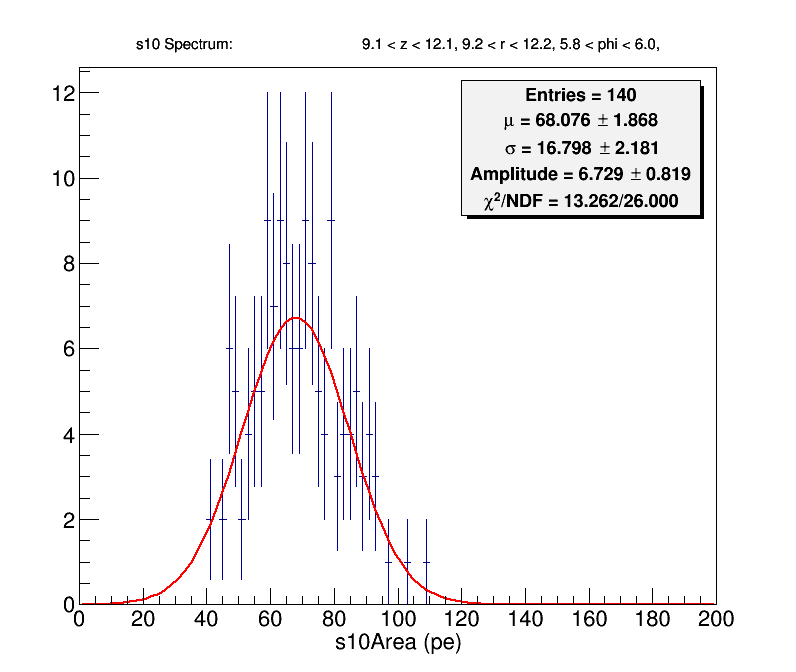 s10 Spectrum: 9.1 < z < 12.1, 9.2 < r < 12.2, 5.8 < phi < 6.0,
Entries = 140
μ = 68.076 ± 1.868
σ = 16.798 ± 2.181
Amplitude = 6.729 ± 0.819
χ²/NDF = 13.262/26.000
12
10
8
6
4
2
0
0 20 40 60 80 100 120 140 160 180 200
s10Area (pe)